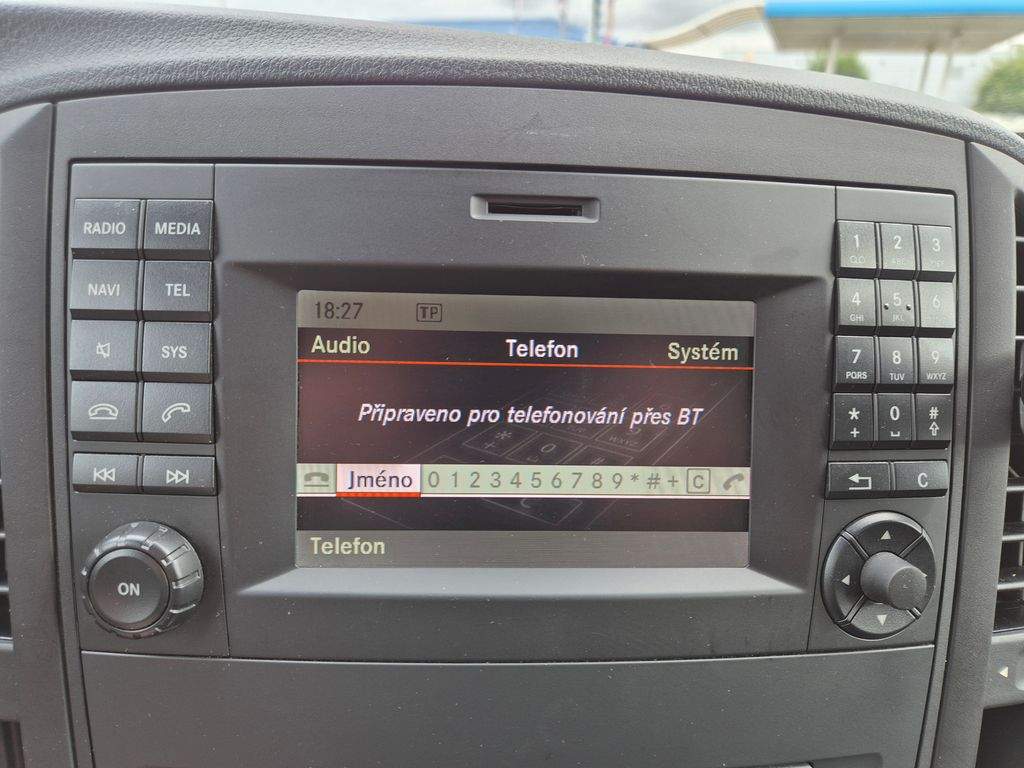 RADIO MEDIA
NAVI TEL
SYS
ON
18:27 TP
Audio Telefon Systém
Připraveno pro telefonování přes BT
Jméno 0 1 2 3 4 5 6 7 8 9 * # + C
Telefon
1 2 3
ABC DEF
4 5 6
GHI JKL
7 8 9
PQRS TUV WXYZ
* 0 #
+
C